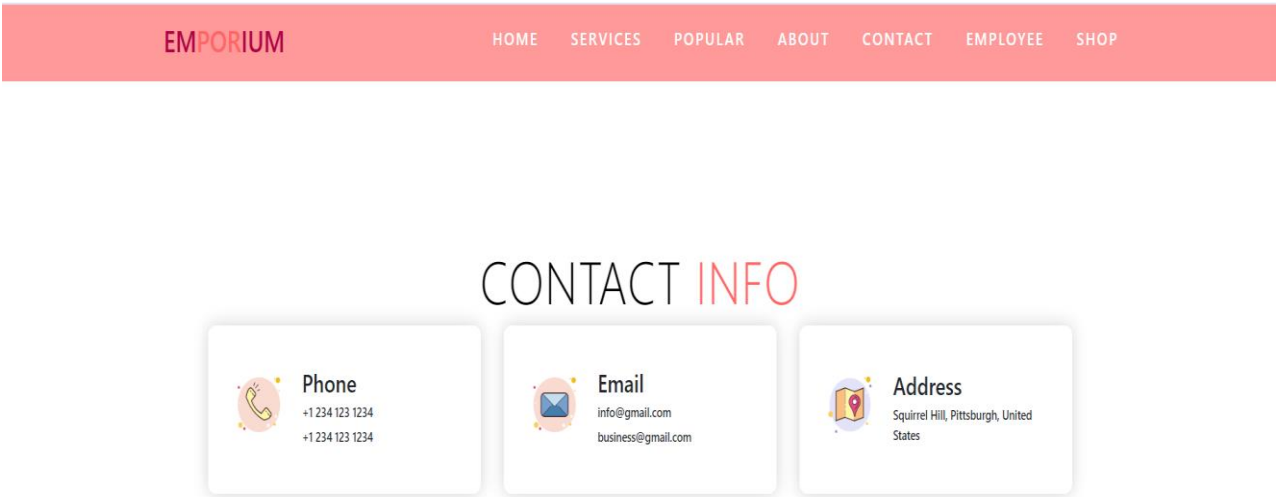 EMPORIUM
HOME SERVICES POPULAR ABOUT CONTACT EMPLOYEE SHOP
CONTACT INFO
Phone
+1 234 123 1234
+1 234 123 1234
Email
info@gmail.com
business@gmail.com
Address
Squirrel Hill, Pittsburgh, United
States